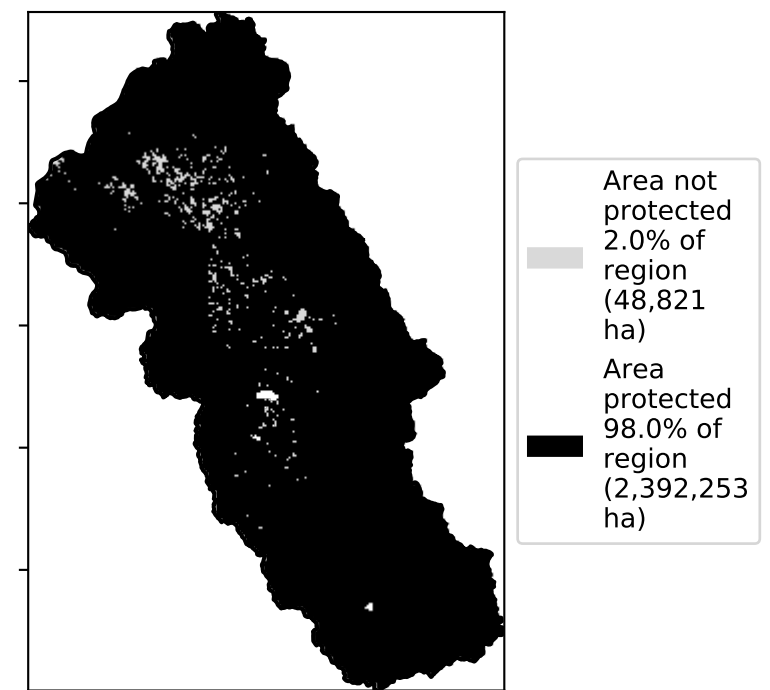 Area not
protected
2.0% of
region
(48,821
ha)
Area
protected
98.0% of
region
(2,392,253
ha)